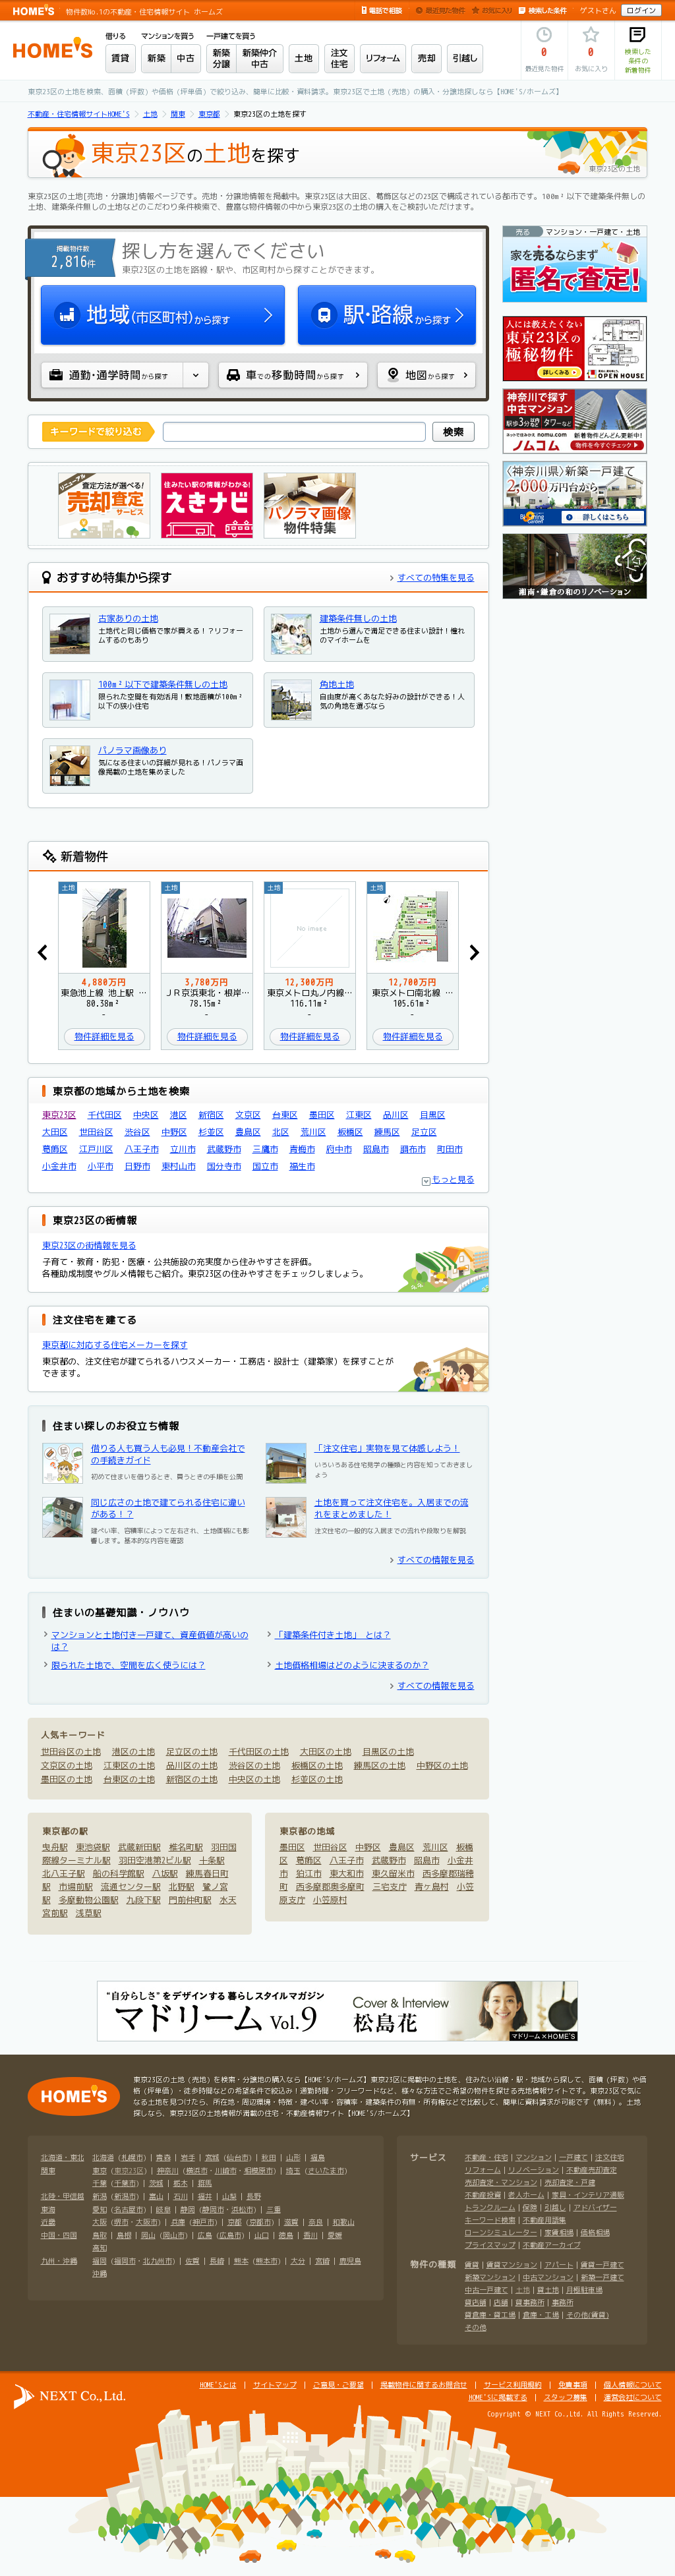 HOME'S 物件数No.1の不動産・住宅情報サイト ホームズ
電話で相談 最近見た物件 お気に入り 検索した条件 ゲストさん ログイン
HOME'S
借りる マンションを買う 一戸建てを買う
賃貸 新築 中古 新築分譲 新築仲介中古 土地 注文住宅 リフォーム 売却 引越し
0 最近見た物件
0 お気に入り
検索した条件の新着物件
東京23区の土地を検索、面積（坪数）や価格（坪単価）で絞り込み、簡単に比較・資料請求。東京23区で土地（売地）の購入・分譲地探しなら【HOME'S/ホームズ】
不動産・住宅情報サイトHOME'S > 土地 > 関東 > 東京都 > 東京23区の土地を探す
東京23区の土地を探す
東京23区の土地
東京23区の土地[売地・分譲地]情報ページです。売地・分譲地情報を掲載中。東京23区は大田区、葛飾区などの23区で構成されている都市です。100m²以下で建築条件無しの
土地、建築条件無しの土地などのこだわり条件検索で、豊富な物件情報の中から東京23区の土地の購入をご検討いただけます。
掲載物件数
2,816件
探し方を選んでください
東京23区の土地を路線・駅や、市区町村から探すことができます。
地域(市区町村)から探す
駅・路線から探す
通勤・通学時間から探す
車での移動時間から探す
地図から探す
キーワードで絞り込む 検索
リニューアル 査定方法が選べる！ 売却査定サービス
住みたい駅の情報がわかる！ えきナビ
パノラマ画像物件特集
売る マンション・一戸建て・土地
家を売るならまず
匿名で査定！
人には教えたくない
東京23区の
極秘物件
詳しくみる
OPEN HOUSE
神奈川で探す
中古マンション
駅歩3分以内 タワーなど
ネットで住みかえ nomu.com 新着物件どんどん更新中！
ノムコム 物件を今すぐチェック
〈神奈川県〉新築一戸建て
2,000万円台から
詳しくはこちら
湘南・鎌倉の和のリノベーション
おすすめ特集から探す
すべての特集を見る
古家ありの土地
土地代と同じ価格で家が買える！？リフォームするのもあり
建築条件無しの土地
土地から選んで満足できる住まい設計！憧れのマイホームを
100m²以下で建築条件無しの土地
限られた空間を有効活用！敷地面積が100m²以下の狭小住宅
角地土地
自由度が高くあなた好みの設計ができる！人気の角地を選ぶなら
パノラマ画像あり
気になる住まいの詳細が見れる！パノラマ画像掲載の土地を集めました
新着物件
土地 土地 土地 土地
No image
4,880万円 3,780万円 12,300万円 12,700万円
東急池上線 池上駅 … ＪＲ京浜東北・根岸… 東京メトロ丸ノ内線… 東京メトロ南北線 …
80.38m² 78.15m² 116.11m² 105.61m²
- - - -
物件詳細を見る 物件詳細を見る 物件詳細を見る 物件詳細を見る
東京都の地域から土地を検索
東京23区 千代田区 中央区 港区 新宿区 文京区 台東区 墨田区 江東区 品川区 目黒区
大田区 世田谷区 渋谷区 中野区 杉並区 豊島区 北区 荒川区 板橋区 練馬区 足立区
葛飾区 江戸川区 八王子市 立川市 武蔵野市 三鷹市 青梅市 府中市 昭島市 調布市 町田市
小金井市 小平市 日野市 東村山市 国分寺市 国立市 福生市
もっと見る
東京23区の街情報
東京23区の街情報を見る
子育て・教育・防犯・医療・公共施設の充実度から住みやすさを評価。
各種助成制度やグルメ情報もご紹介。東京23区の住みやすさをチェックしましょう。
注文住宅を建てる
東京都に対応する住宅メーカーを探す
東京都の、注文住宅が建てられるハウスメーカー・工務店・設計士（建築家）を探すことが
できます。
住まい探しのお役立ち情報
借りる人も買う人も必見！不動産会社での手続きガイド
初めて住まいを借りるとき、買うときの手順を公開
「注文住宅」実物を見て体感しよう！
いろいろある住宅見学の種類と内容を知っておきましょう
同じ広さの土地で建てられる住宅に違いがある！？
建ぺい率、容積率によって左右され、土地価格にも影響します。基本的な内容を確認
土地を買って注文住宅を。入居までの流れをまとめました！
注文住宅の一般的な入居までの流れや段取りを解説
すべての情報を見る
住まいの基礎知識・ノウハウ
マンションと土地付き一戸建て、資産価値が高いのは？
「建築条件付き土地」 とは？
限られた土地で、空間を広く使うには？
土地価格相場はどのように決まるのか？
すべての情報を見る
人気キーワード
世田谷区の土地 港区の土地 足立区の土地 千代田区の土地 大田区の土地 目黒区の土地
文京区の土地 江東区の土地 品川区の土地 渋谷区の土地 板橋区の土地 練馬区の土地 中野区の土地
墨田区の土地 台東区の土地 新宿区の土地 中央区の土地 杉並区の土地
東京都の駅
曳舟駅 東池袋駅 武蔵新田駅 椎名町駅 羽田国
際線ターミナル駅 羽田空港第2ビル駅 十条駅
北八王子駅 船の科学館駅 八坂駅 練馬春日町
駅 市場前駅 流通センター駅 北野駅 鷺ノ宮
駅 多摩動物公園駅 九段下駅 門前仲町駅 水天
宮前駅 浅草駅
東京都の地域
墨田区 世田谷区 中野区 豊島区 荒川区 板橋
区 葛飾区 八王子市 武蔵野市 昭島市 小金井
市 狛江市 東大和市 東久留米市 西多摩郡瑞穂
町 西多摩郡奥多摩町 三宅支庁 青ヶ島村 小笠
原支庁 小笠原村
“自分らしさ”をデザインする暮らしスタイルマガジン
マドリーム Vol.9
Cover & Interview
松島花
マドリーム×HOME'S
HOME'S
東京23区の土地（売地）を検索・分譲地の購入なら【HOME'S/ホームズ】東京23区に掲載中の土地を、住みたい沿線・駅・地域から探して、面積（坪数）や価
格（坪単価）・徒歩時間などの希望条件で絞込み！通勤時間・フリーワードなど、様々な方法でご希望の物件を探せる売地情報サイトです。東京23区で気に
なる土地を見つけたら、所在地・周辺環境・特徴・建ぺい率・容積率・建築条件の有無・所有権などで比較して、簡単に資料請求が可能です（無料）。土地
探しなら、東京23区の土地情報が満載の住宅・不動産情報サイト【HOME'S/ホームズ】
北海道・東北 北海道（札幌市）| 青森 | 岩手 | 宮城（仙台市）| 秋田 | 山形 | 福島
関東 東京（東京23区）| 神奈川（横浜市・川崎市・相模原市）| 埼玉（さいたま市）
千葉（千葉市）| 茨城 | 栃木 | 群馬
北陸・甲信越 新潟（新潟市）| 富山 | 石川 | 福井 | 山梨 | 長野
東海 愛知（名古屋市）| 岐阜 | 静岡（静岡市・浜松市）| 三重
近畿 大阪（堺市・大阪市）| 兵庫（神戸市）| 京都（京都市）| 滋賀 | 奈良 | 和歌山
中国・四国 鳥取 | 島根 | 岡山（岡山市）| 広島（広島市）| 山口 | 徳島 | 香川 | 愛媛
高知
九州・沖縄 福岡（福岡市・北九州市）| 佐賀 | 長崎 | 熊本（熊本市）| 大分 | 宮崎 | 鹿児島
沖縄
サービス
不動産・住宅 | マンション | 一戸建て | 注文住宅
リフォーム | リノベーション | 不動産売却査定
売却査定・マンション | 売却査定・戸建
不動産投資 | 老人ホーム | 家具・インテリア通販
トランクルーム | 保険 | 引越し | アドバイザー
キーワード検索 | 不動産用語集
ローンシミュレーター | 家賃相場 | 価格相場
プライスマップ | 不動産アーカイブ
物件の種類
賃貸 | 賃貸マンション | アパート | 賃貸一戸建て
新築マンション | 中古マンション | 新築一戸建て
中古一戸建て | 土地 | 貸土地 | 月極駐車場
貸店舗 | 店舗 | 貸事務所 | 事務所
貸倉庫・貸工場 | 倉庫・工場 | その他(賃貸)
その他
NEXT Co.,Ltd.
HOME'Sとは | サイトマップ | ご意見・ご要望 | 掲載物件に関するお問合せ | サービス利用規約 | 免責事項 | 個人情報について
HOME'Sに掲載する | スタッフ募集 | 運営会社について
Copyright © NEXT Co.,Ltd. All Rights Reserved.